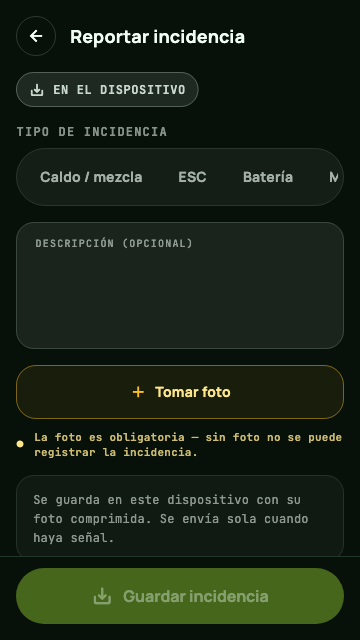 Reportar incidencia
EN EL DISPOSITIVO
TIPO DE INCIDENCIA
Caldo / mezcla ESC Batería
DESCRIPCIÓN (OPCIONAL)
+ Tomar foto
La foto es obligatoria — sin foto no se puede
registrar la incidencia.
Se guarda en este dispositivo con su
foto comprimida. Se envía sola cuando
haya señal.
Guardar incidencia